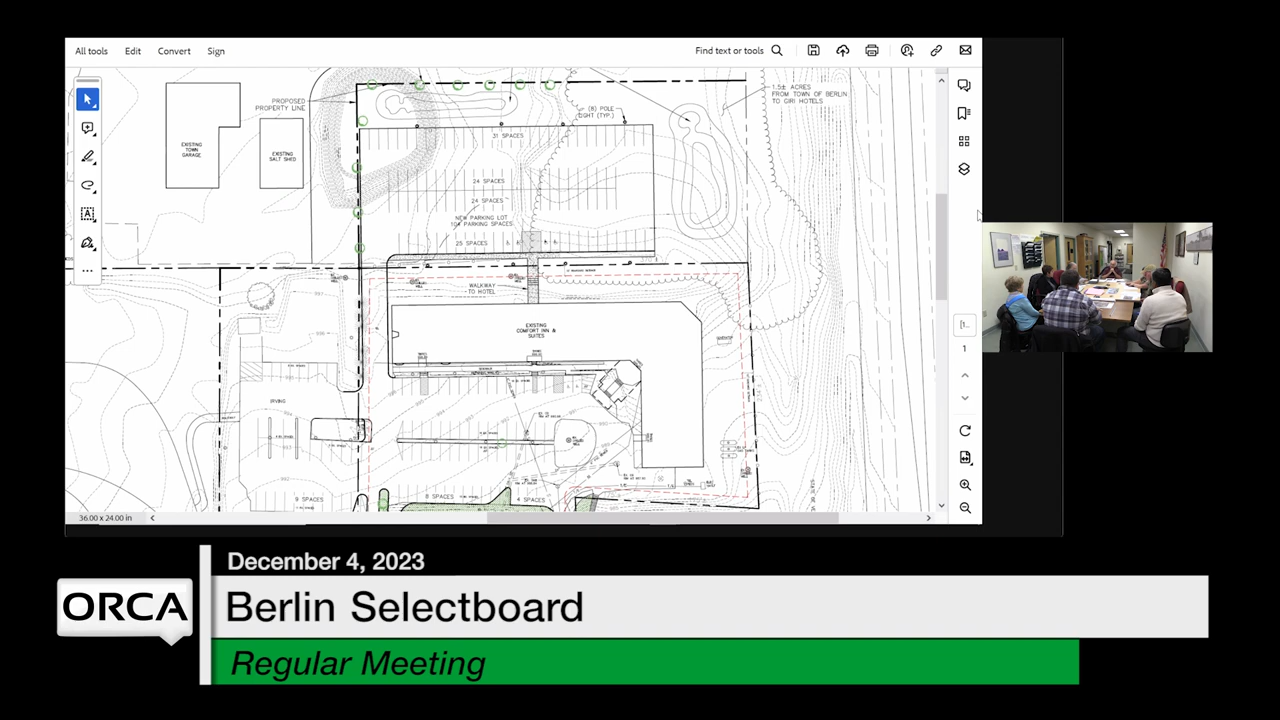 All tools Edit Convert Sign Find text or tools
PROPOSED
PROPERTY LINE
1.5± ACRES
FROM TOWN OF BERLIN
TO GIRI HOTELS
(8) POLE
LIGHT (TYP.)
EXISTING
TOWN
GARAGE
EXISTING
SALT SHED
31 SPACES
24 SPACES
24 SPACES
NEW PARKING LOT
104 PARKING SPACES
25 SPACES
WALKWAY
TO HOTEL
EXISTING
COMFORT INN &
SUITES
IRVING
9 SPACES
8 SPACES
4 SPACES
1
36.00 x 24.00 in
December 4, 2023
ORCA
Berlin Selectboard
Regular Meeting